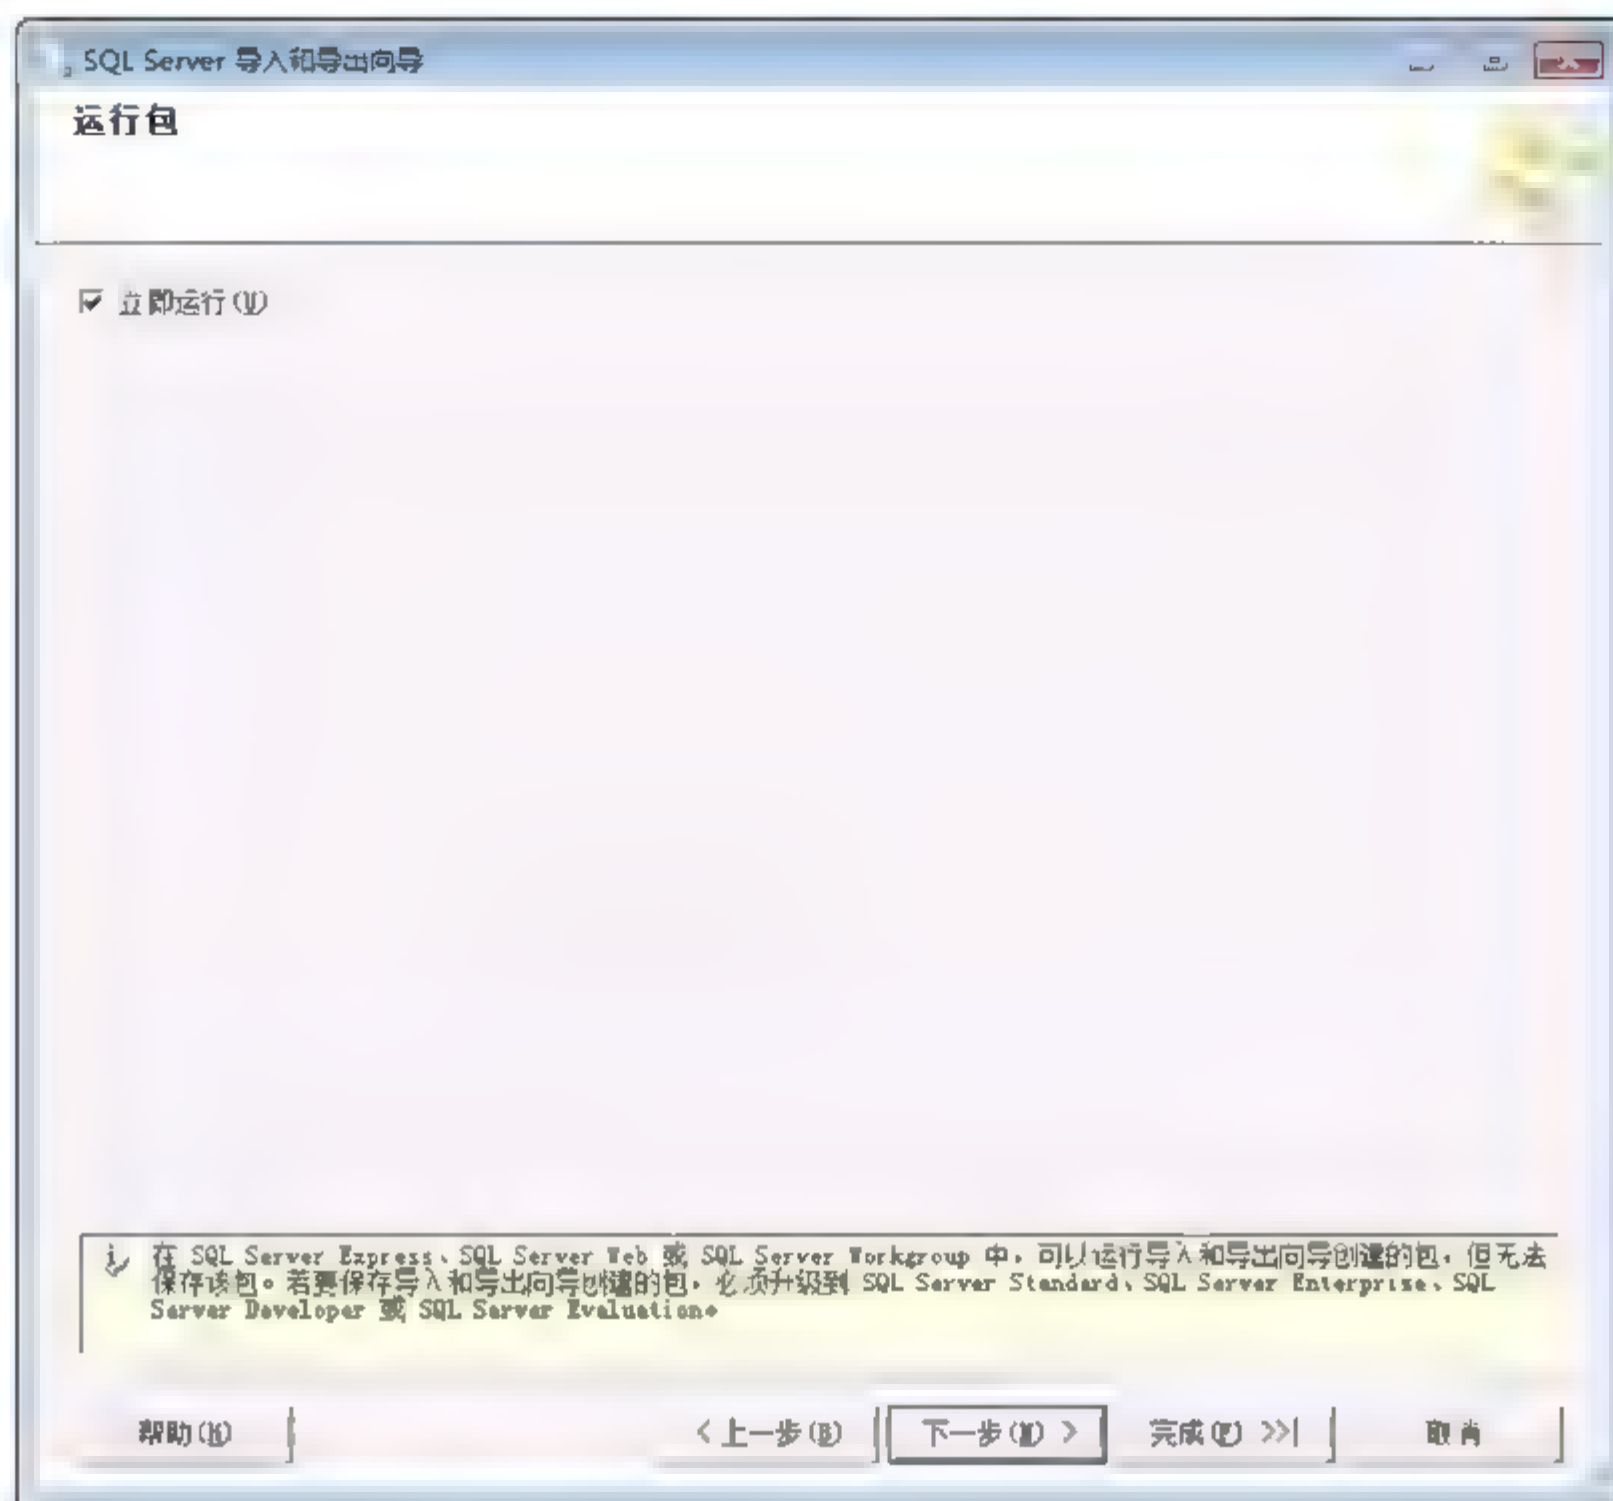 SQL Server 导入和导出向导
运行包
立即运行(U)
在 SQL Server Express、SQL Server Web 或 SQL Server Workgroup 中，可以运行导入和导出向导创建的包，但无法
保存该包。若要保存导入和导出向导创建的包，必须升级到 SQL Server Standard、SQL Server Enterprise、SQL
Server Developer 或 SQL Server Evaluation。
帮助(H)
< 上一步(B)
下一步(N) >
完成(F) >>|
取消